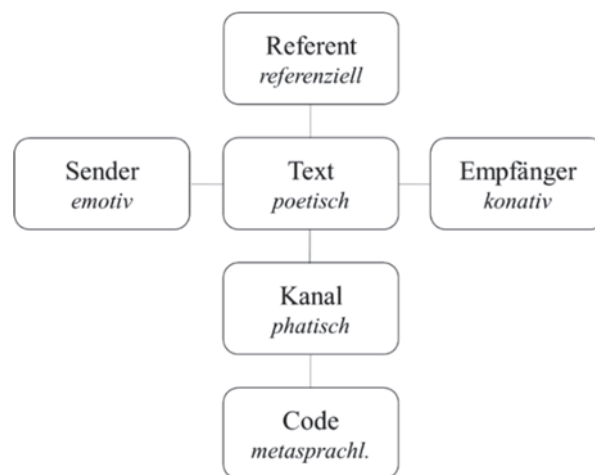 Referent
referenziell
Sender
emotiv
Text
poetisch
Empfänger
konativ
Kanal
phatisch
Code
metasprachl.